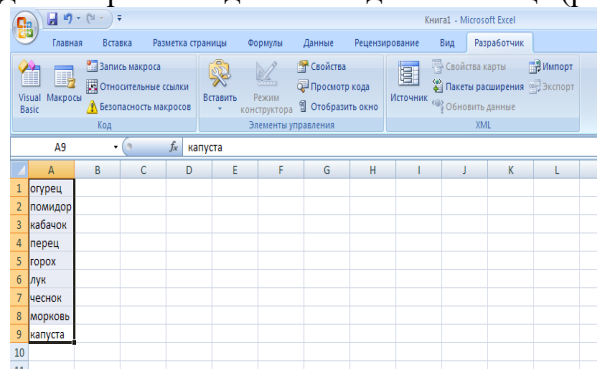 Книга1 - Microsoft Excel
Главная Вставка Разметка страницы Формулы Данные Рецензирование Вид Разработчик
Visual Basic
Макросы
Запись макроса
Относительные ссылки
Безопасность макросов
Код
Вставить
Режим конструктора
Свойства
Просмотр кода
Отобразить окно
Элементы управления
Источник
Свойства карты
Пакеты расширения
Обновить данные
Импорт
Экспорт
XML
A9 fx капуста
A B C D E F G H I J K L
1 огурец
2 помидор
3 кабачок
4 перец
5 горох
6 лук
7 чеснок
8 морковь
9 капуста
10